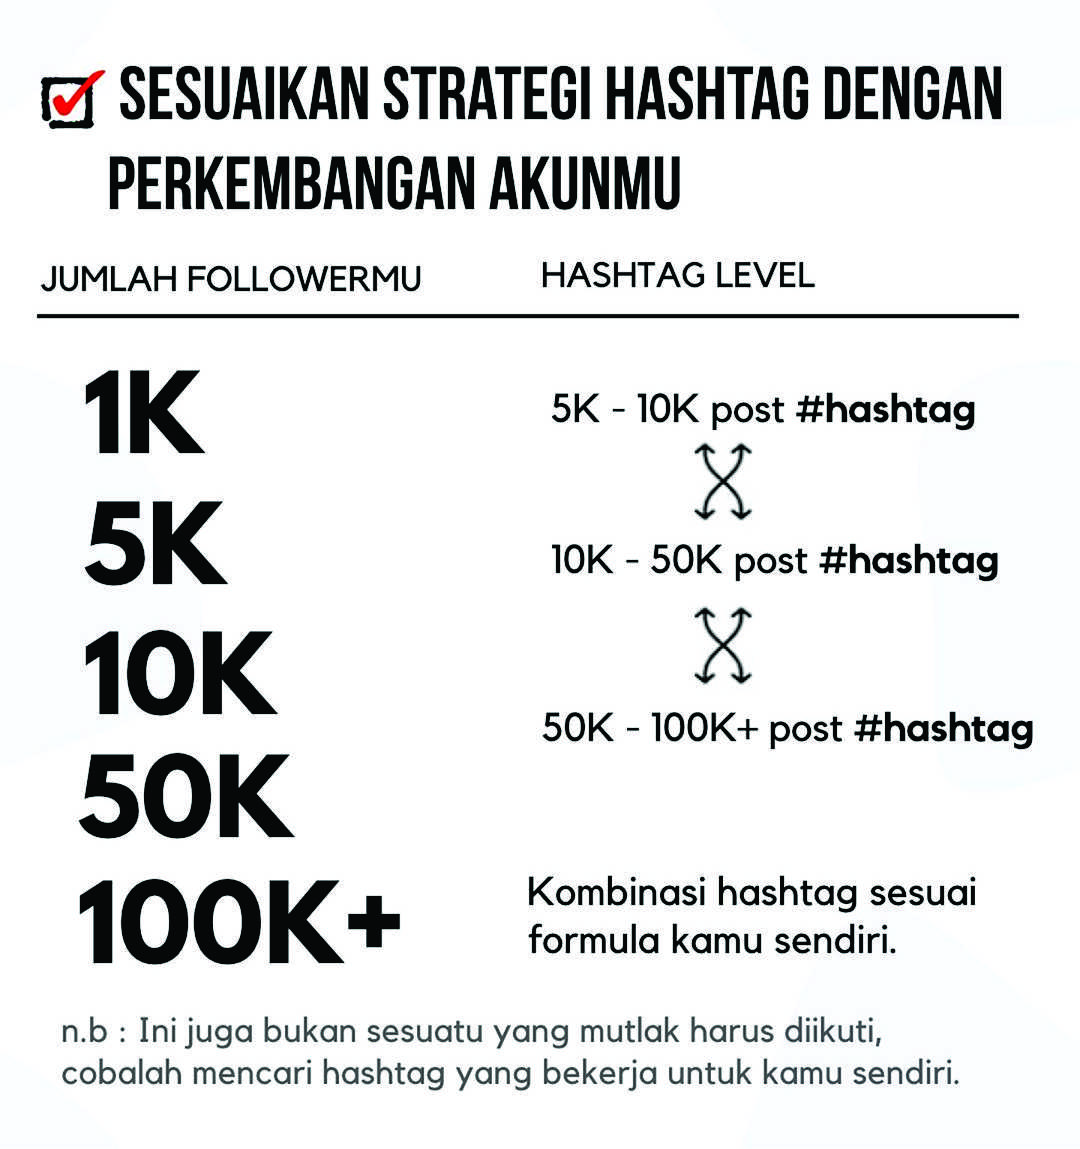 SESUAIKAN STRATEGI HASHTAG DENGAN
PERKEMBANGAN AKUNMU
JUMLAH FOLLOWERMU
HASHTAG LEVEL
1K
5K - 10K post #hashtag
5K
10K - 50K post #hashtag
10K
50K - 100K+ post #hashtag
50K
100K+
Kombinasi hashtag sesuai
formula kamu sendiri.
n.b : Ini juga bukan sesuatu yang mutlak harus diikuti,
cobalah mencari hashtag yang bekerja untuk kamu sendiri.